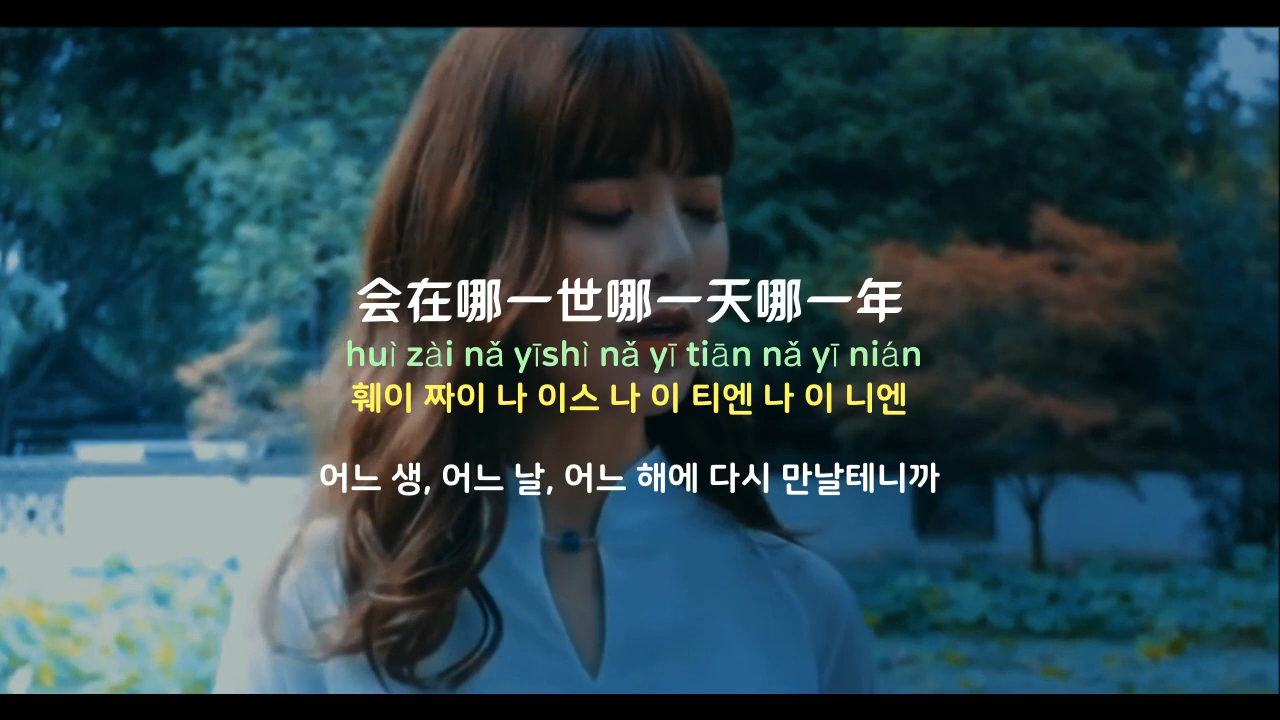 会在哪一世哪一天哪一年
huì zài nǎ yīshì nǎ yī tiān nǎ yī nián
훼이 짜이 나 이스 나 이 티엔 나 이 니엔
어느 생, 어느 날, 어느 해에 다시 만날테니까